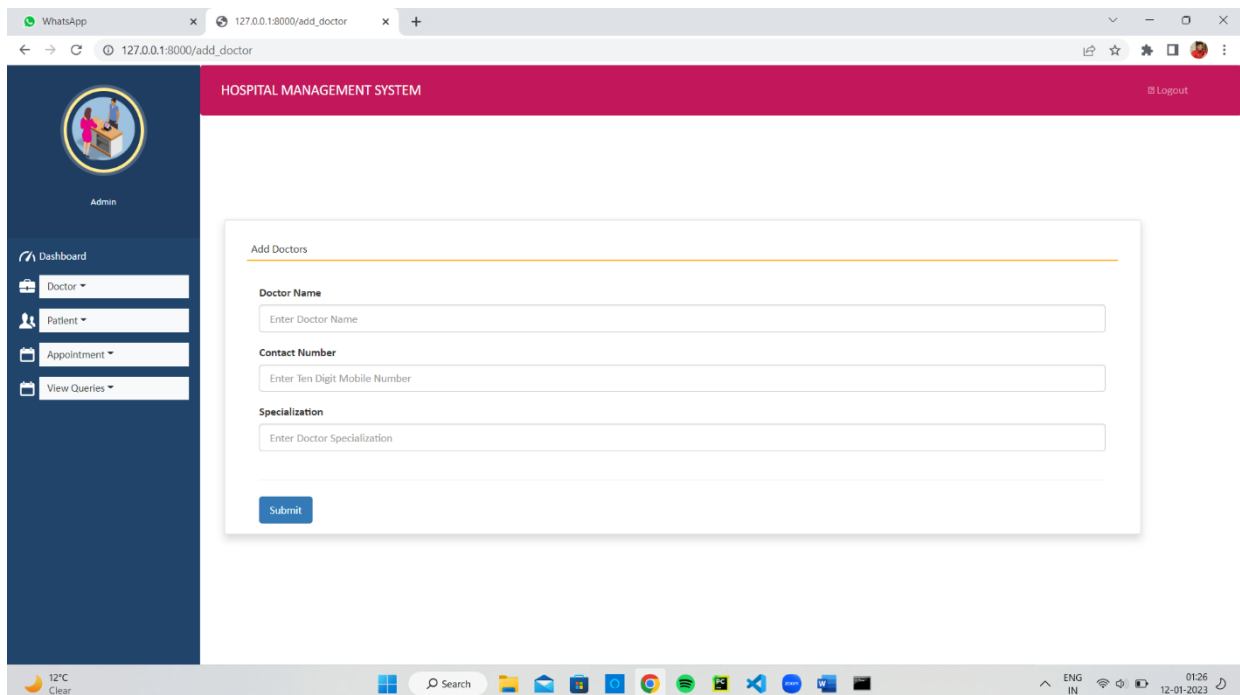 WhatsApp
127.0.0.1:8000/add_doctor
127.0.0.1:8000/add_doctor
HOSPITAL MANAGEMENT SYSTEM
Logout
Admin
Dashboard
Doctor
Patient
Appointment
View Queries
Add Doctors
Doctor Name
Enter Doctor Name
Contact Number
Enter Ten Digit Mobile Number
Specialization
Enter Doctor Specialization
Submit
12°C
Clear
Search
PC
zoom
W
ENG
IN
01:26
12-01-2023